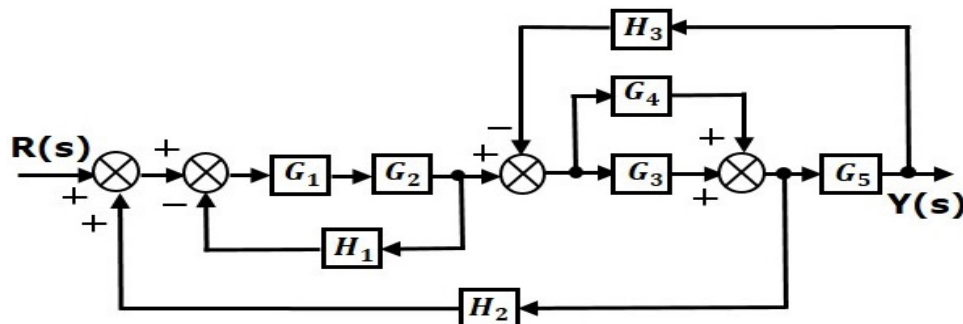 H₃
G₄
R(s) + + − + G₁ G₂ + − G₃ + + G₅ Y(s)
+ H₁
H₂